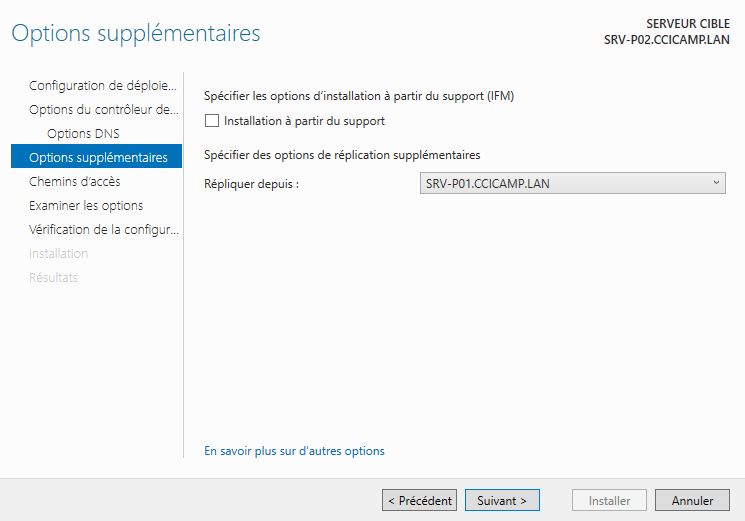 Options supplémentaires
SERVEUR CIBLE
SRV-P02.CCICAMP.LAN
Configuration de déploie...
Options du contrôleur de...
Options DNS
Options supplémentaires
Chemins d'accès
Examiner les options
Vérification de la configur...
Installation
Résultats
Spécifier les options d'installation à partir du support (IFM)
Installation à partir du support
Spécifier des options de réplication supplémentaires
Répliquer depuis :
SRV-P01.CCICAMP.LAN
En savoir plus sur d'autres options
< Précédent
Suivant >
Installer
Annuler